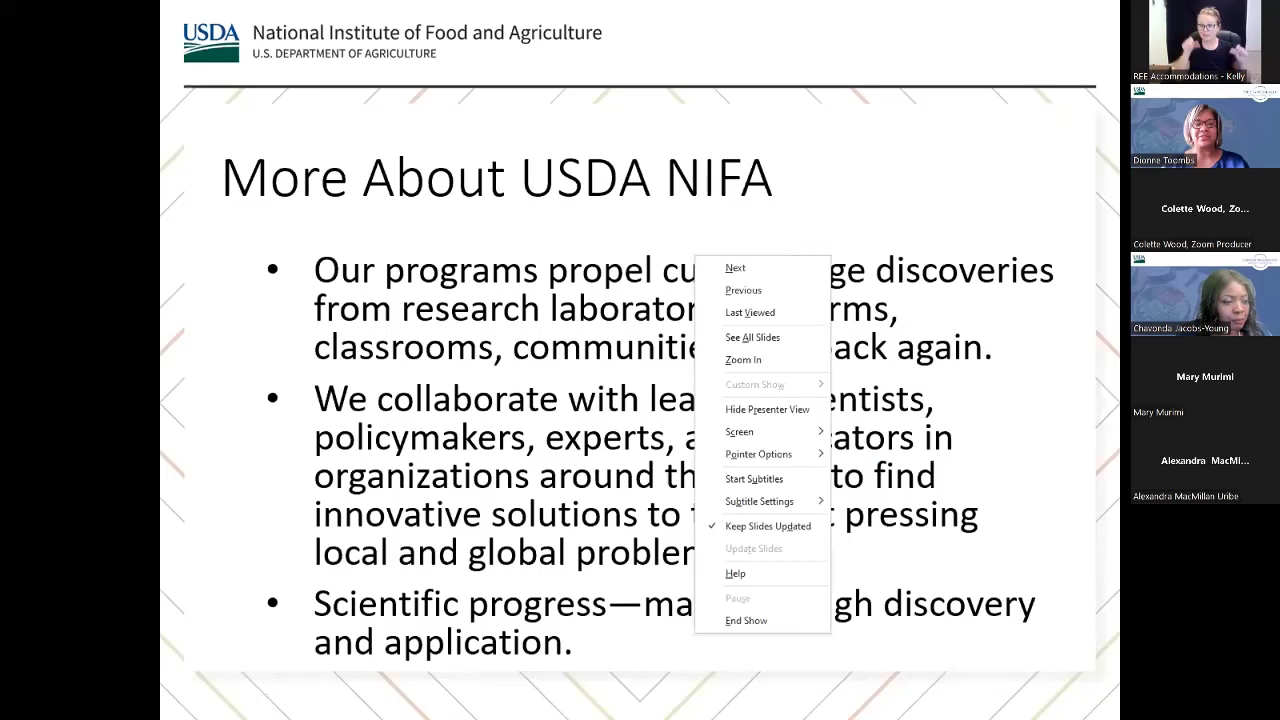 USDA
National Institute of Food and Agriculture
U.S. DEPARTMENT OF AGRICULTURE
More About USDA NIFA
• Our programs propel cu ge discoveries
from research laborator rms,
classrooms, communitie ack again.
• We collaborate with lea entists,
policymakers, experts, a ators in
organizations around th to find
innovative solutions to t t pressing
local and global problem
• Scientific progress—ma gh discovery
and application.
Next
Previous
Last Viewed
See All Slides
Zoom In
Custom Show
Hide Presenter View
Screen
Pointer Options
Start Subtitles
Subtitle Settings
Keep Slides Updated
Update Slides
Help
Pause
End Show
REE Accommodations - Kelly
USDA
Dionne Toombs
Colette Wood, Zo...
Colette Wood, Zoom Producer
USDA
Chavonda Jacobs-Young
Mary Murimi
Mary Murimi
Alexandra MacMI...
Alexandra MacMillan Uribe